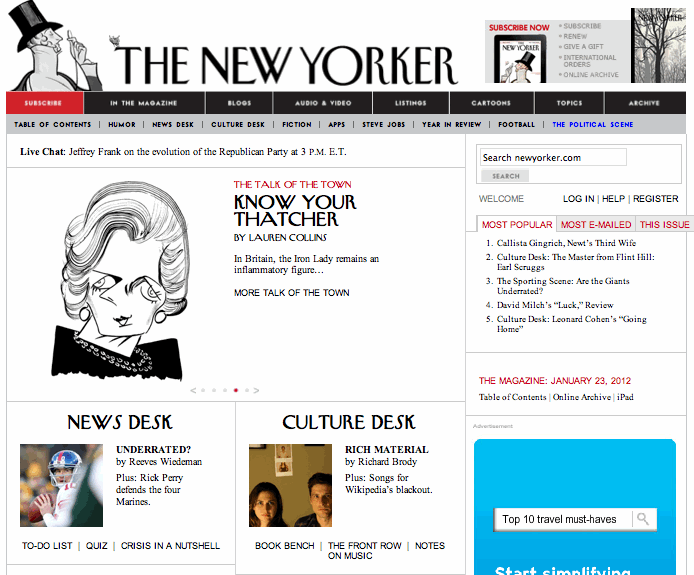 THE NEW YORKER
SUBSCRIBE NOW
SUBSCRIBE
RENEW
GIVE A GIFT
INTERNATIONAL
ORDERS
ONLINE ARCHIVE
SUBSCRIBE
IN THE MAGAZINE
BLOGS
AUDIO & VIDEO
LISTINGS
CARTOONS
TOPICS
ARCHIVE
TABLE OF CONTENTS | HUMOR | NEWS DESK | CULTURE DESK | FICTION | APPS | STEVE JOBS | YEAR IN REVIEW | FOOTBALL | THE POLITICAL SCENE
Live Chat: Jeffrey Frank on the evolution of the Republican Party at 3 P.M. E.T.
THE TALK OF THE TOWN
KNOW YOUR
THATCHER
BY LAUREN COLLINS
In Britain, the Iron Lady remains an
inflammatory figure…
MORE TALK OF THE TOWN
< >
Search newyorker.com
SEARCH
WELCOME
LOG IN | HELP | REGISTER
MOST POPULAR
MOST E-MAILED
THIS ISSUE
1. Callista Gingrich, Newt's Third Wife
2. Culture Desk: The Master from Flint Hill:
Earl Scruggs
3. The Sporting Scene: Are the Giants
Underrated?
4. David Milch's “Luck,” Review
5. Culture Desk: Leonard Cohen's “Going
Home”
THE MAGAZINE: JANUARY 23, 2012
Table of Contents | Online Archive | iPad
NEWS DESK
UNDERRATED?
by Reeves Wiedeman
Plus: Rick Perry
defends the four
Marines.
TO-DO LIST | QUIZ | CRISIS IN A NUTSHELL
CULTURE DESK
RICH MATERIAL
by Richard Brody
Plus: Songs for
Wikipedia's blackout.
BOOK BENCH | THE FRONT ROW | NOTES
ON MUSIC
Advertisement
Top 10 travel must-haves
Start simplifying